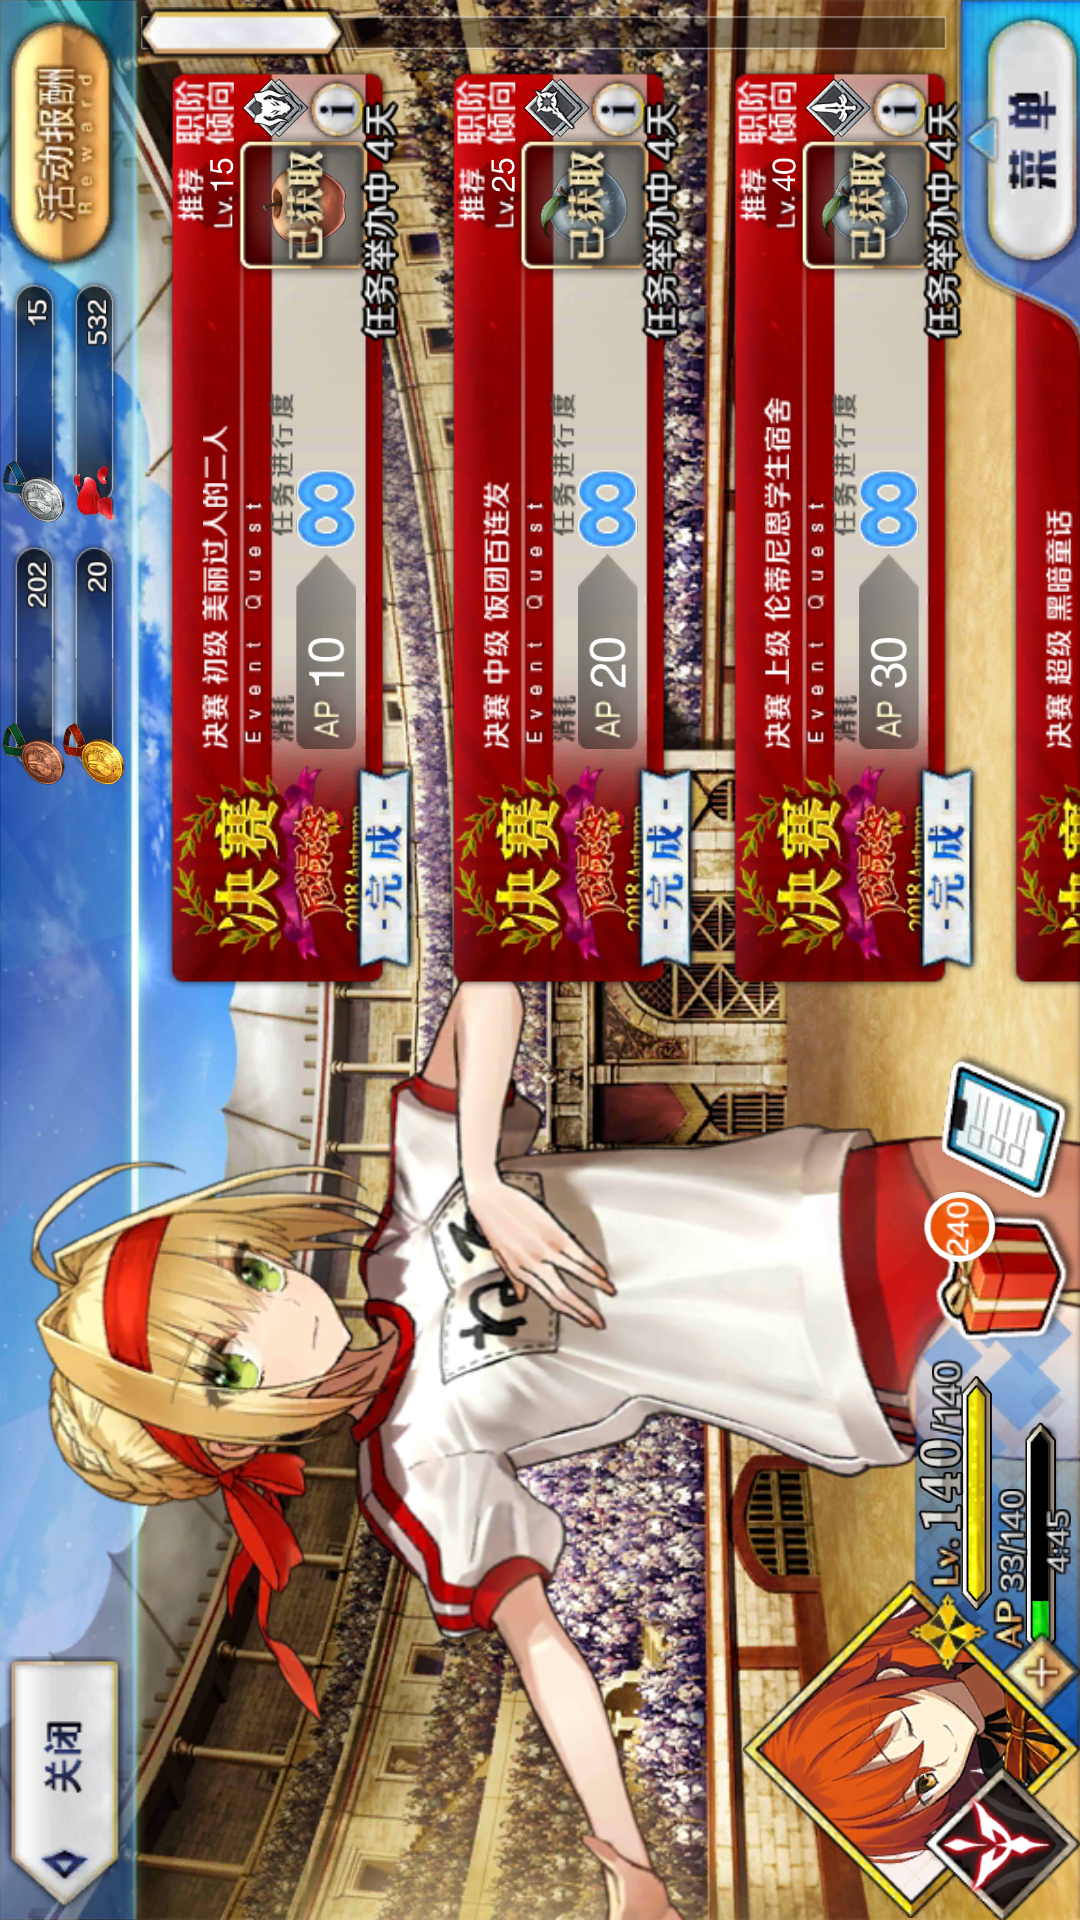 关闭
202
15
20
532
活动报酬
Reward
决赛
2018 Autumn
- 完成 -
决赛 初级 美丽过人的二人
Event Quest
消耗
AP 10
任务进行度
∞
推荐
Lv.15
职阶
倾向
已获取
任务举办中 4天
决赛
2018 Autumn
- 完成 -
决赛 中级 饭团百连发
Event Quest
消耗
AP 20
任务进行度
∞
推荐
Lv.25
职阶
倾向
已获取
任务举办中 4天
决赛
2018 Autumn
- 完成 -
决赛 上级 伦蒂尼恩学生宿舍
Event Quest
消耗
AP 30
任务进行度
∞
推荐
Lv.40
职阶
倾向
已获取
任务举办中 4天
决赛 超级 黑暗童话
ねろ
Lv. 140/140
AP 33/140
4:45
240
菜单